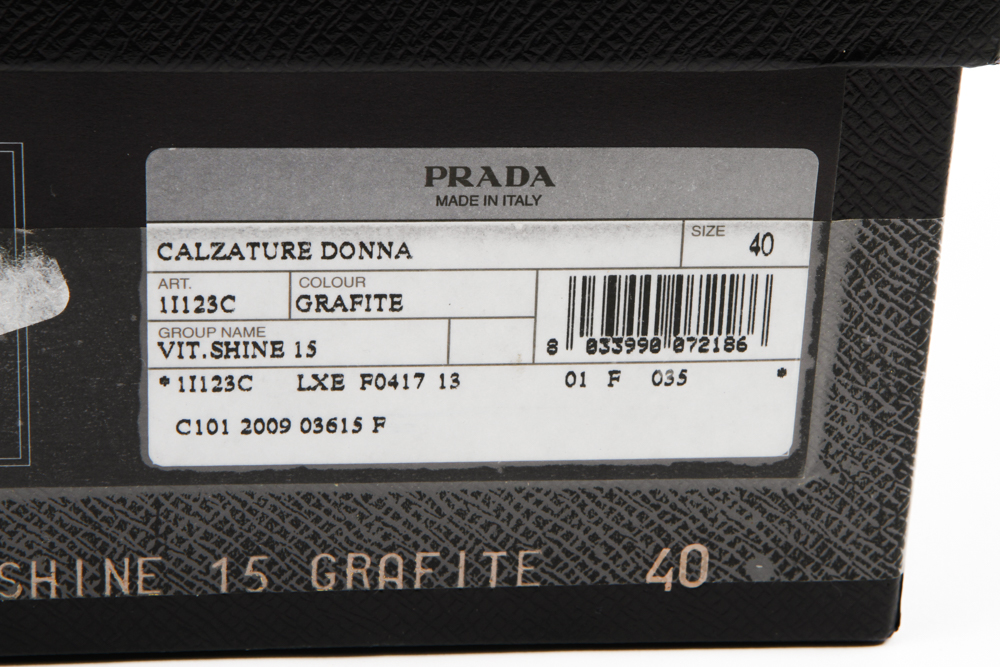 PRADA
MADE IN ITALY
CALZATURE DONNA
SIZE 40
ART. 1I123C
COLOUR GRAFITE
GROUP NAME
VIT.SHINE 15
8 033990 072186
* 1I123C LXE F0417 13 01 F 035 *
C101 2009 03615 F
SHINE 15 GRAFITE 40